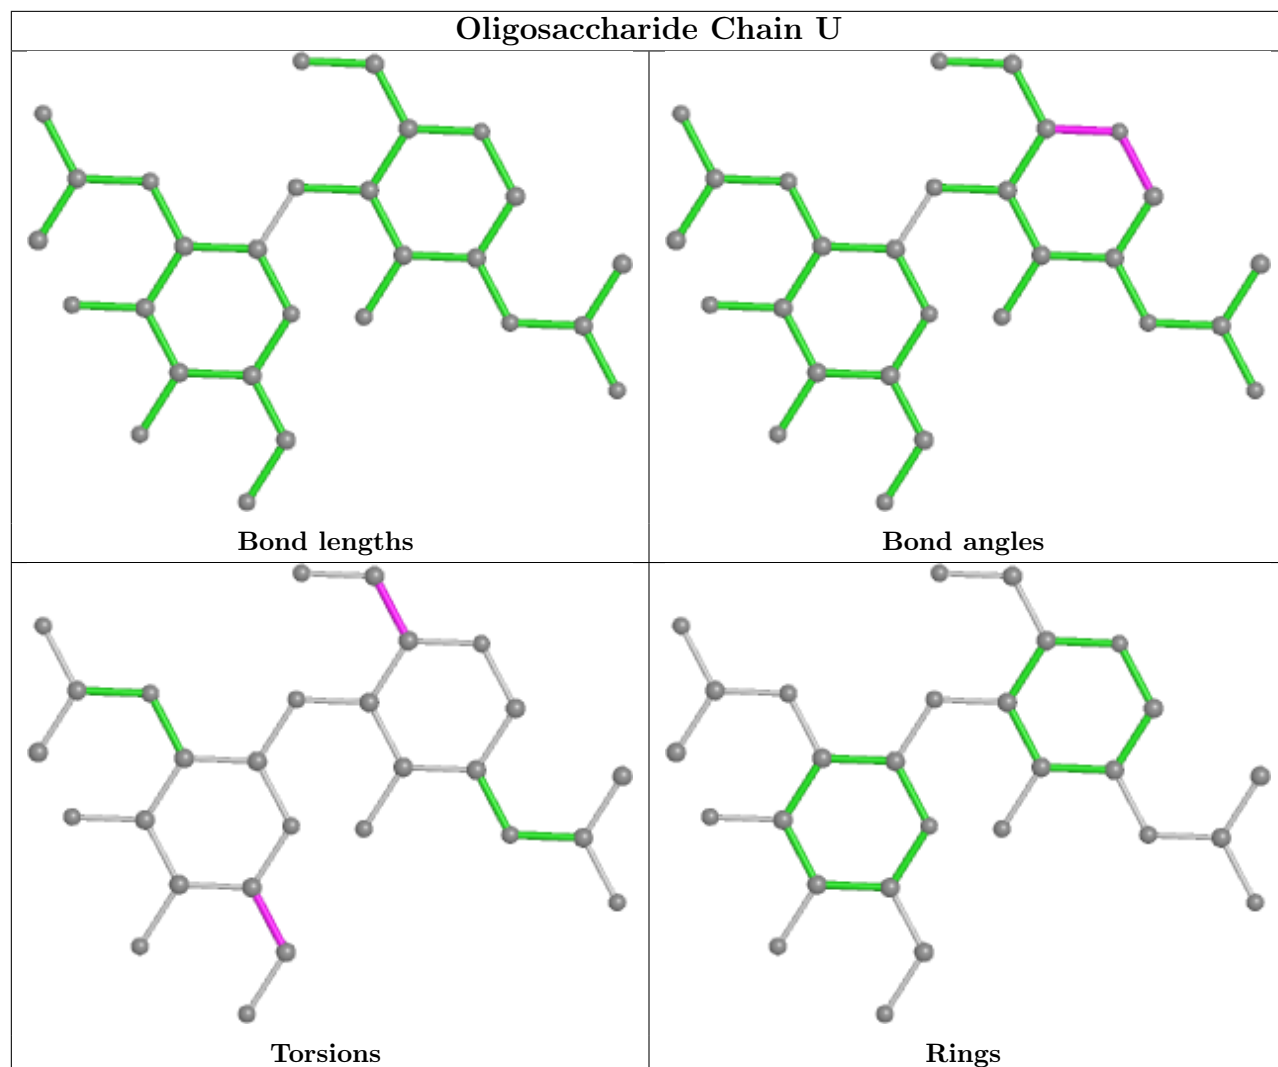 Oligosaccharide Chain U
Bond lengths
Bond angles
Torsions
Rings